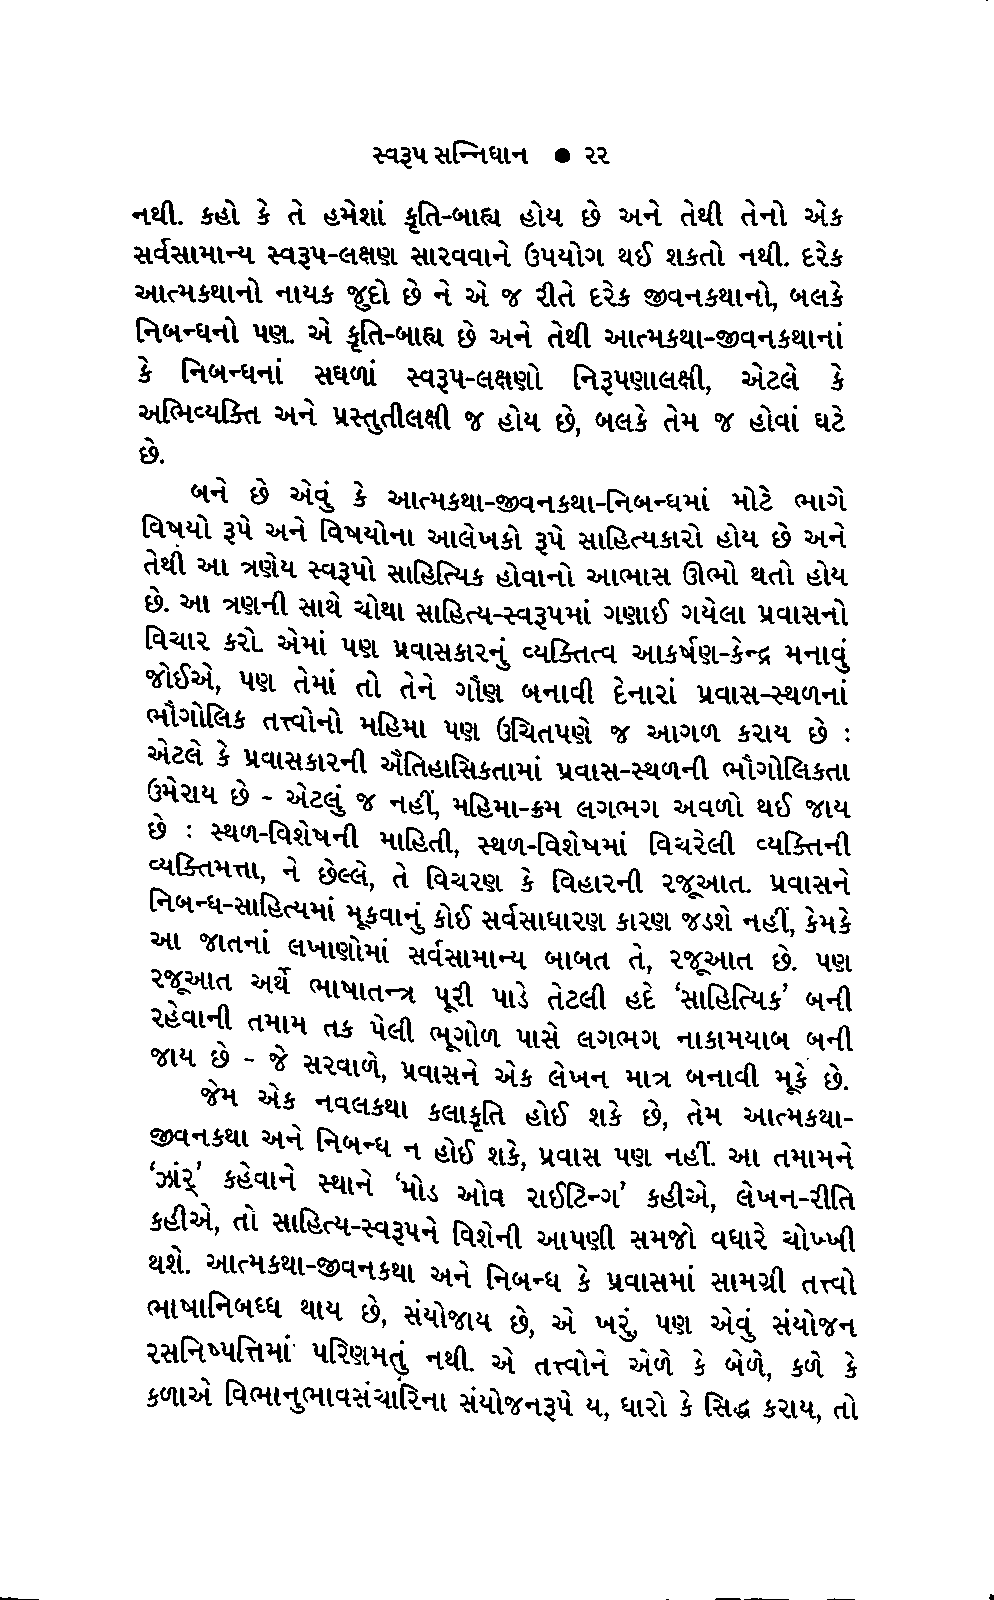 સ્વરૂપ સન્નિધાન ● ૨૨
નથી. કહો કે તે હમેશાં કૃતિ-બાહ્ય હોય છે અને તેથી તેનો એક
સર્વસામાન્ય સ્વરૂપ-લક્ષણ સારવવાને ઉપયોગ થઈ શકતો નથી. દરેક
આત્મકથાનો નાયક જુદો છે ને એ જ રીતે દરેક જીવનકથાનો, બલકે
નિબન્ધનો પણ. એ કૃતિ-બાહ્ય છે અને તેથી આત્મકથા-જીવનકથાનાં
કે નિબન્ધનાં સઘળાં સ્વરૂપ-લક્ષણો નિરૂપણાલક્ષી, એટલે કે
અભિવ્યક્તિ અને પ્રસ્તુતીલક્ષી જ હોય છે, બલકે તેમ જ હોવાં ઘટે
છે.
બને છે એવું કે આત્મકથા-જીવનકથા-નિબન્ધમાં મોટે ભાગે
વિષયો રૂપે અને વિષયોના આલેખકો રૂપે સાહિત્યકારો હોય છે અને
તેથી આ ત્રણેય સ્વરૂપો સાહિત્યિક હોવાનો આભાસ ઊભો થતો હોય
છે. આ ત્રણની સાથે ચોથા સાહિત્ય-સ્વરૂપમાં ગણાઈ ગયેલા પ્રવાસનો
વિચાર કરો. એમાં પણ પ્રવાસકારનું વ્યક્તિત્વ આકર્ષણ-કેન્દ્ર મનાવું
જોઈએ, પણ તેમાં તો તેને ગૌણ બનાવી દેનારાં પ્રવાસ-સ્થળનાં
ભૌગોલિક તત્ત્વોનો મહિમા પણ ઉચિતપણે જ આગળ કરાય છે :
એટલે કે પ્રવાસકારની ઐતિહાસિકતામાં પ્રવાસ-સ્થળની ભૌગોલિકતા
ઉમેરાય છે - એટલું જ નહીં, મહિમા-ક્રમ લગભગ અવળો થઈ જાય
છે : સ્થળ-વિશેષની માહિતી, સ્થળ-વિશેષમાં વિચરેલી વ્યક્તિની
વ્યક્તિમત્તા, ને છેલ્લે, તે વિચરણ કે વિહારની રજૂઆત. પ્રવાસને
નિબન્ધ-સાહિત્યમાં મૂકવાનું કોઈ સર્વસાધારણ કારણ જડશે નહીં, કેમકે
આ જાતનાં લખાણોમાં સર્વસામાન્ય બાબત તે, રજૂઆત છે. પણ
રજૂઆત અર્થે ભાષાતન્ત્ર પૂરી પાડે તેટલી હદે ‘સાહિત્યિક’ બની
રહેવાની તમામ તક પેલી ભૂગોળ પાસે લગભગ નાકામયાબ બની
જાય છે - જે સરવાળે, પ્રવાસને એક લેખન માત્ર બનાવી મૂકે છે.
જેમ એક નવલકથા કલાકૃતિ હોઈ શકે છે, તેમ આત્મકથા-
જીવનકથા અને નિબન્ધ ન હોઈ શકે, પ્રવાસ પણ નહીં. આ તમામને
‘ઝાંર્’ કહેવાને સ્થાને ‘મોડ ઓવ રાઈટિન્ગ’ કહીએ, લેખન-રીતિ
કહીએ, તો સાહિત્ય-સ્વરૂપને વિશેની આપણી સમજો વધારે ચોખ્ખી
થશે. આત્મકથા-જીવનકથા અને નિબન્ધ કે પ્રવાસમાં સામગ્રી તત્ત્વો
ભાષાનિબધ્ધ થાય છે, સંયોજાય છે, એ ખરું, પણ એવું સંયોજન
રસનિષ્પત્તિમાં પરિણમતું નથી. એ તત્ત્વોને એળે કે બેળે, કળે કે
કળાએ વિભાનુભાવસંચારિના સંયોજનરૂપે ય, ધારો કે સિદ્ધ કરાય, તો